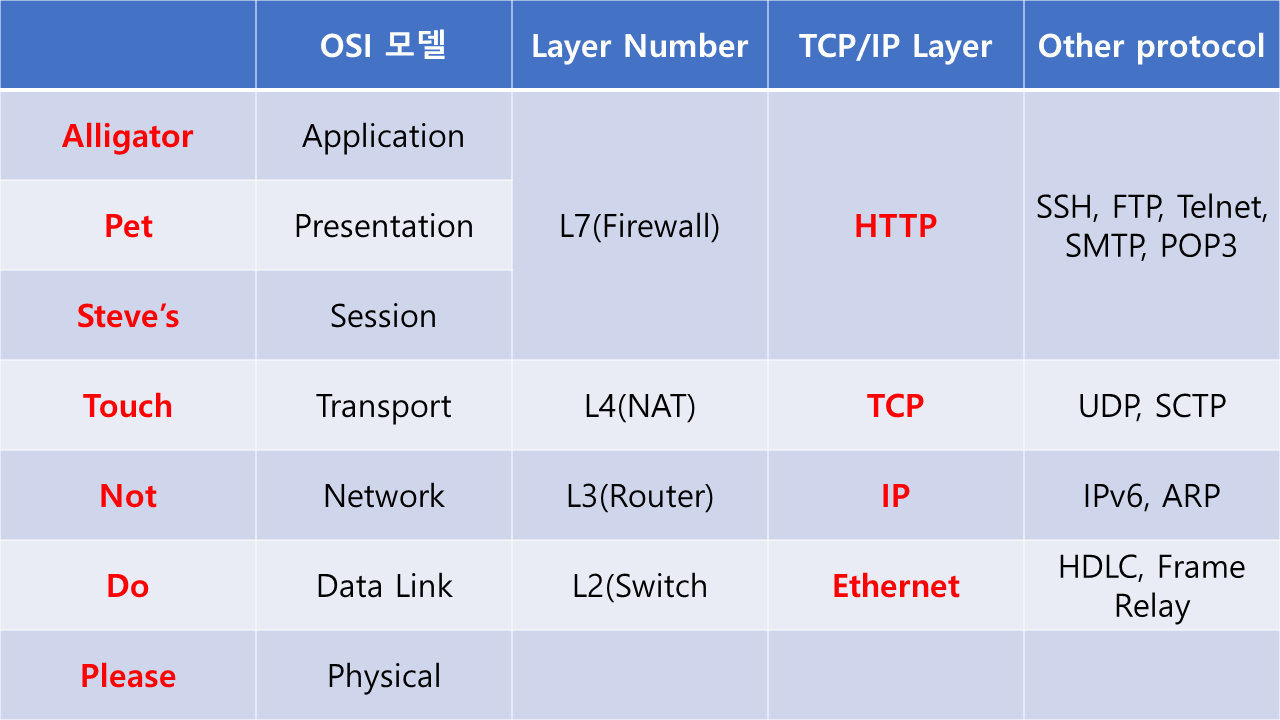 OSI 모델
Layer Number
TCP/IP Layer
Other protocol
Alligator
Application
Pet
Presentation
L7(Firewall)
HTTP
SSH, FTP, Telnet,
SMTP, POP3
Steve’s
Session
Touch
Transport
L4(NAT)
TCP
UDP, SCTP
Not
Network
L3(Router)
IP
IPv6, ARP
Do
Data Link
L2(Switch
Ethernet
HDLC, Frame
Relay
Please
Physical